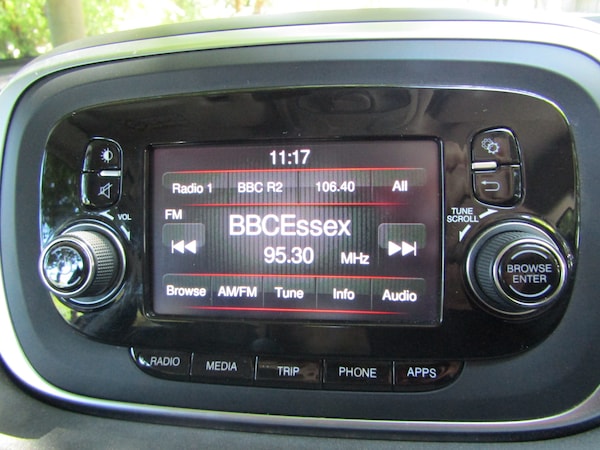 11:17
Radio 1 BBC R2 106.40 All
FM
BBCEssex
95.30 MHz
Browse AM/FM Tune Info Audio
VOL
TUNE
SCROLL
BROWSE
ENTER
RADIO MEDIA TRIP PHONE APPS